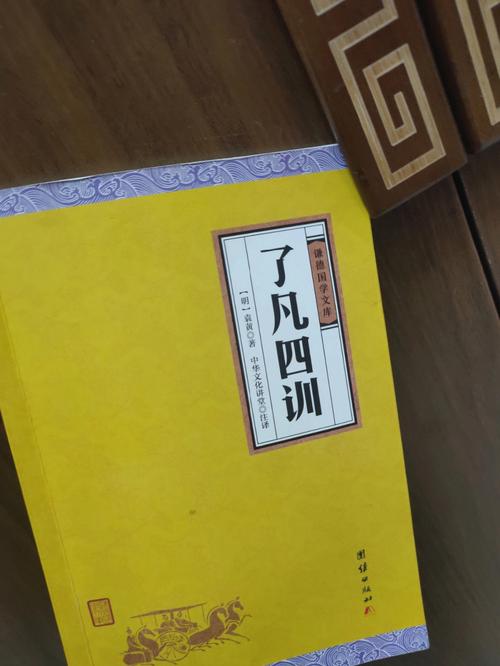 谦德国学文库
了凡四训
【明】袁黄◎著 中华文化讲堂◎注译
团结出版社